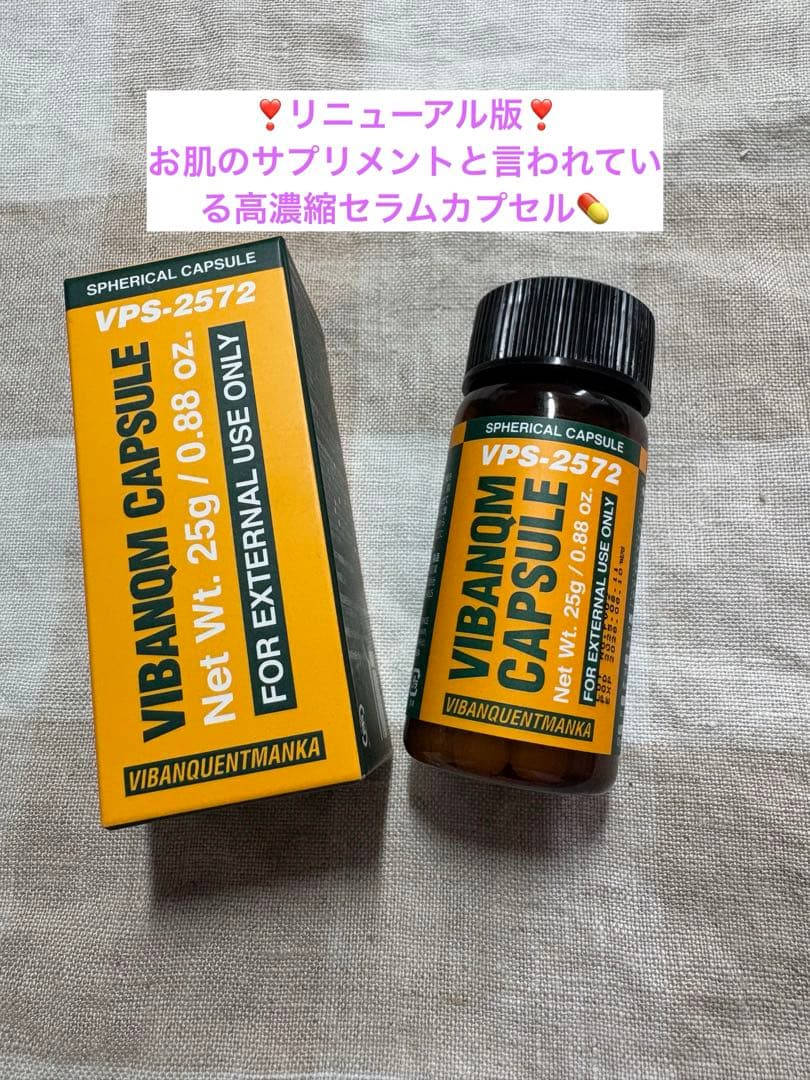 ❣️リニューアル版❣️
お肌のサプリメントと言われてい
る高濃縮セラムカプセル💊
SPHERICAL CAPSULE
VPS-2572
VIBANQM CAPSULE
Net Wt. 25g / 0.88 oz.
FOR EXTERNAL USE ONLY
VIBANQUENTMANKA
SPHERICAL CAPSULE
VPS-2572
VIBANQM
CAPSULE
Net Wt. 25g / 0.88 oz.
FOR EXTERNAL USE ONLY
VIBANQUENTMANKA